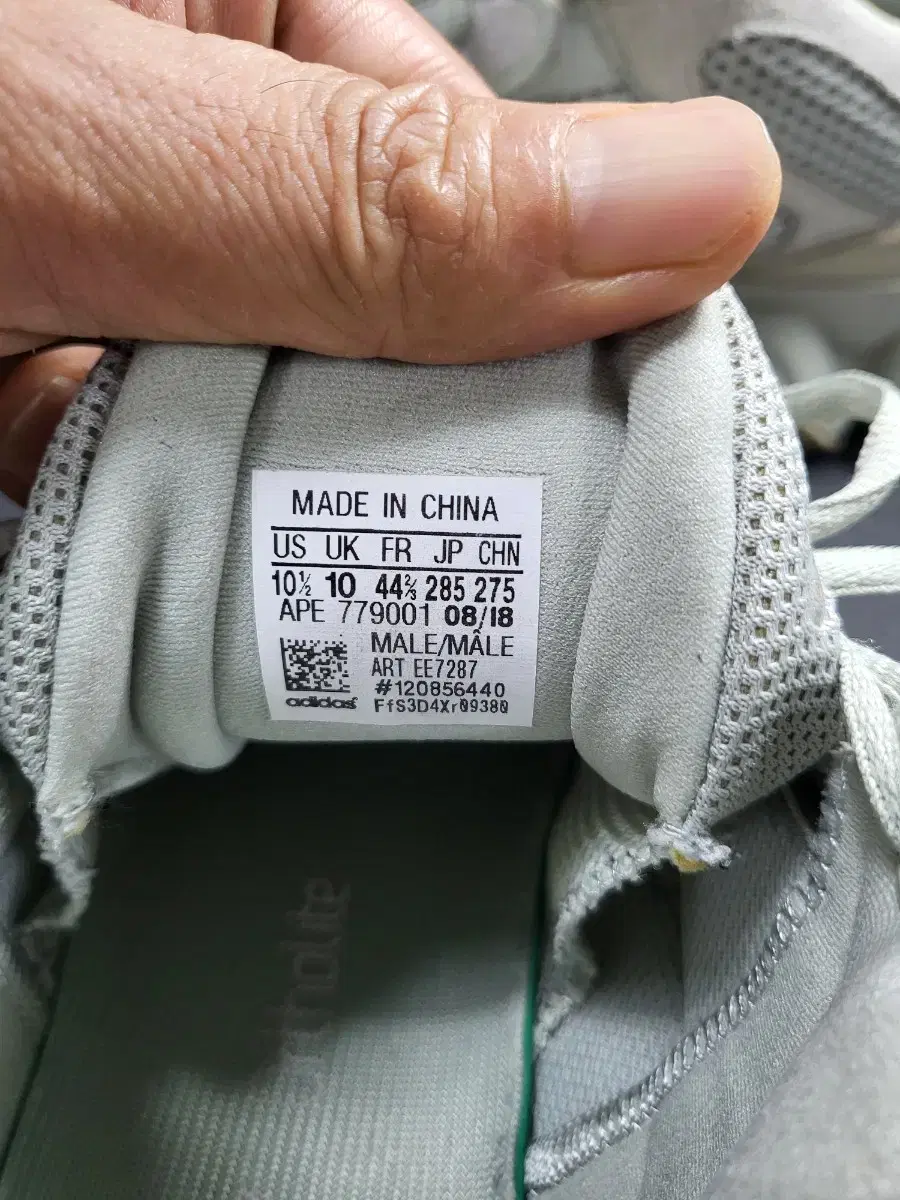 MADE IN CHINA
US UK FR JP CHN
10½ 10 44⅔ 285 275
APE 779001 08/18
MALE/MÂLE
ART EE7287
#120856440
adidas FfS3D4Xr09380